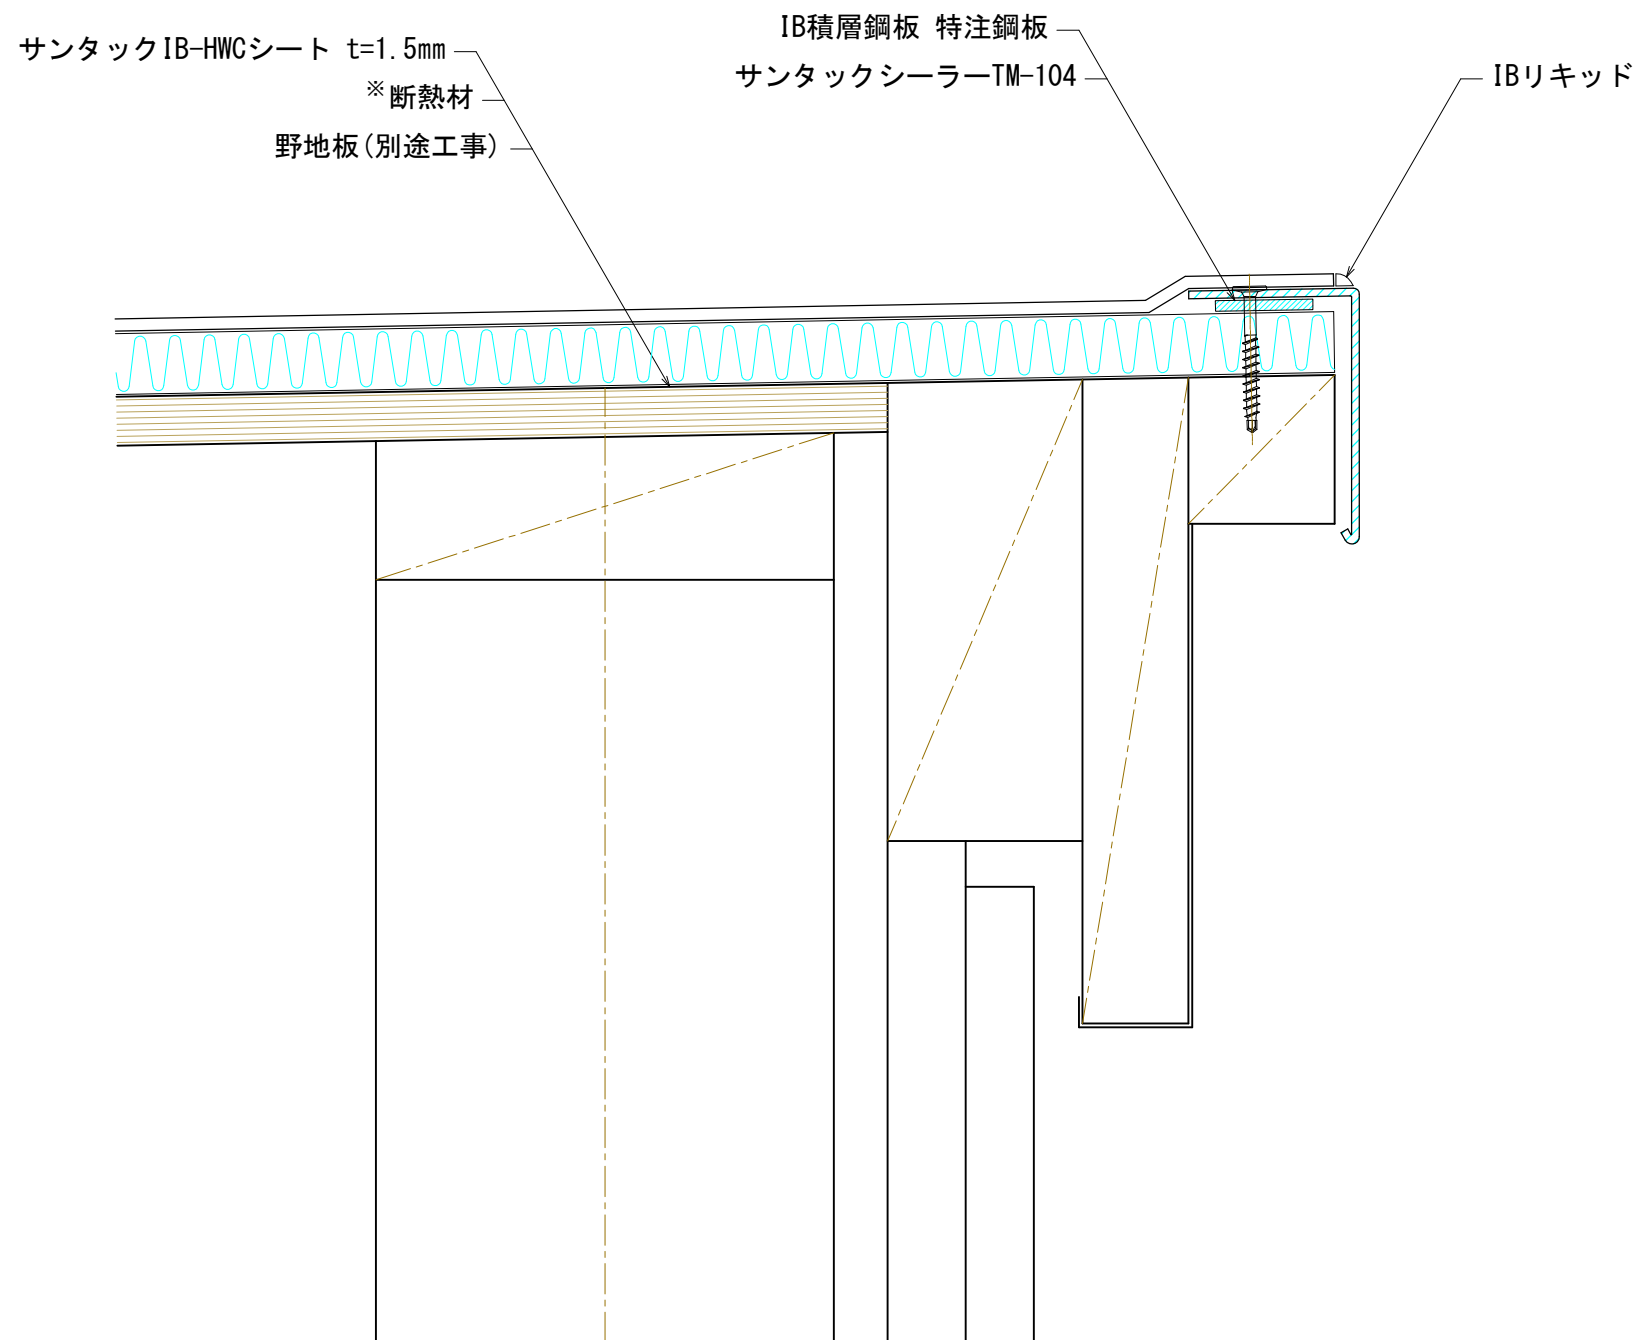 サンタックIB-HWCシート t=1.5mm
※断熱材
野地板(別途工事)
IB積層鋼板 特注鋼板
サンタックシーラーTM-104
IBリキッド